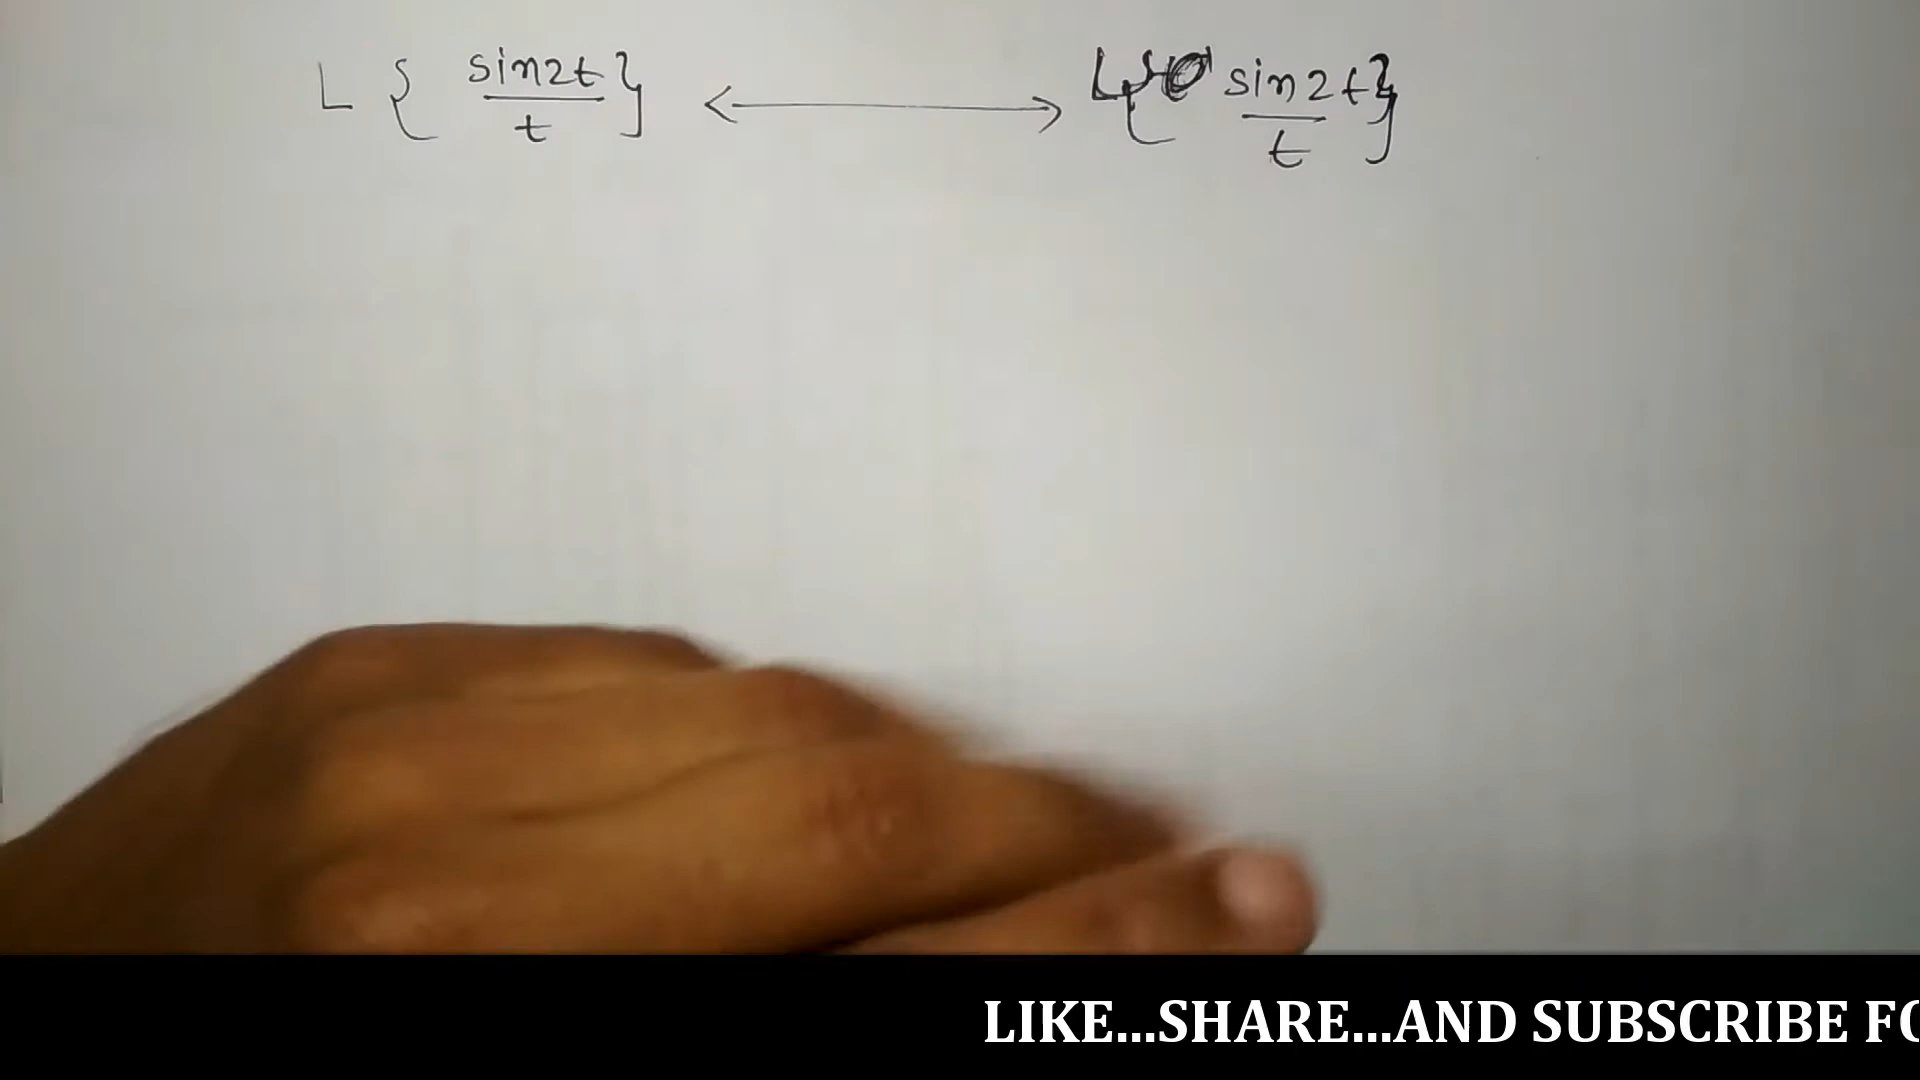 L { sin2t / t } ⟷ L { sin2t / t }
LIKE...SHARE...AND SUBSCRIBE FO